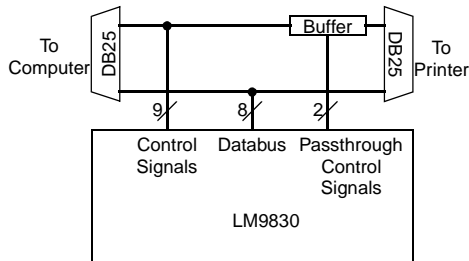 Buffer
To
Computer
DB25
DB25
To
Printer
9
8
2
Control
Signals
Databus
Passthrough
Control
Signals
LM9830